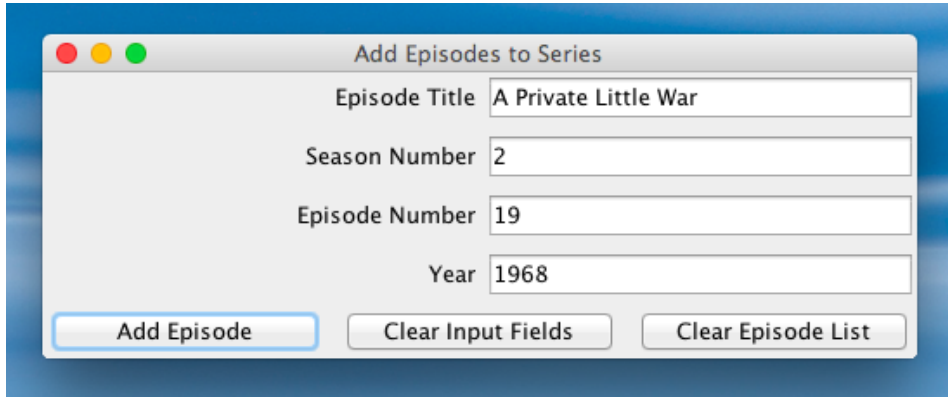 Add Episodes to Series
Episode Title A Private Little War
Season Number 2
Episode Number 19
Year 1968
Add Episode Clear Input Fields Clear Episode List